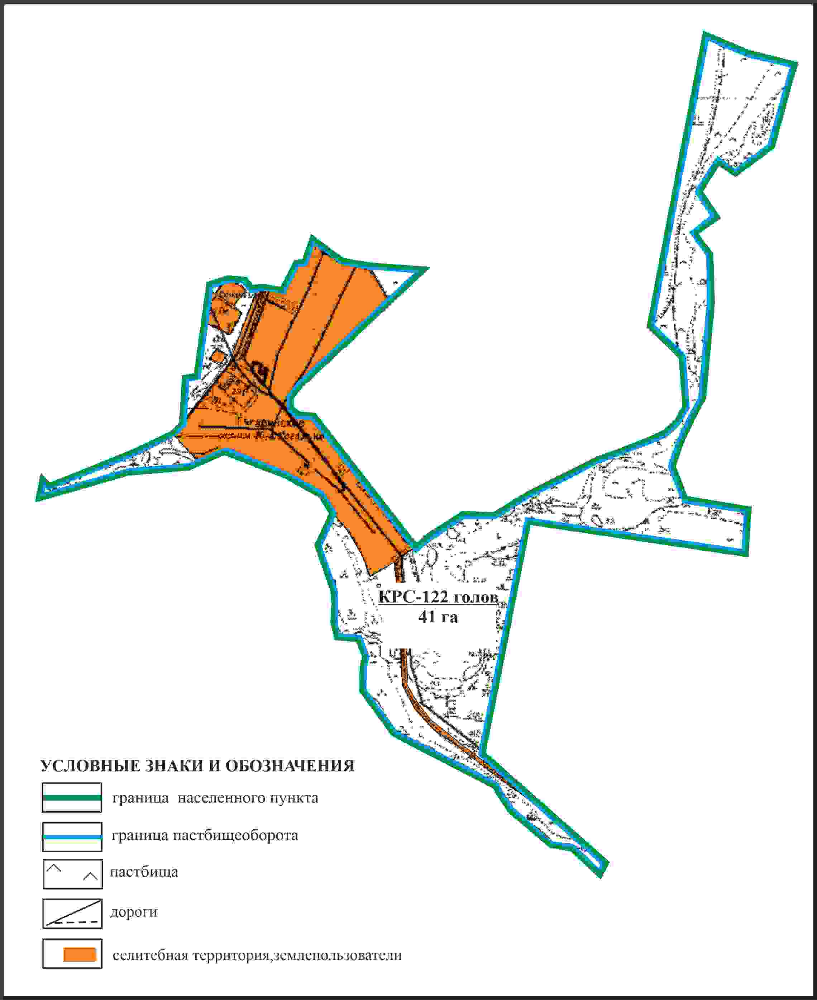 КРС-122 голов
41 га
УСЛОВНЫЕ ЗНАКИ И ОБОЗНАЧЕНИЯ
граница населенного пункта
граница пастбищеоборота
пастбища
дороги
селитебная территория,землепользователи